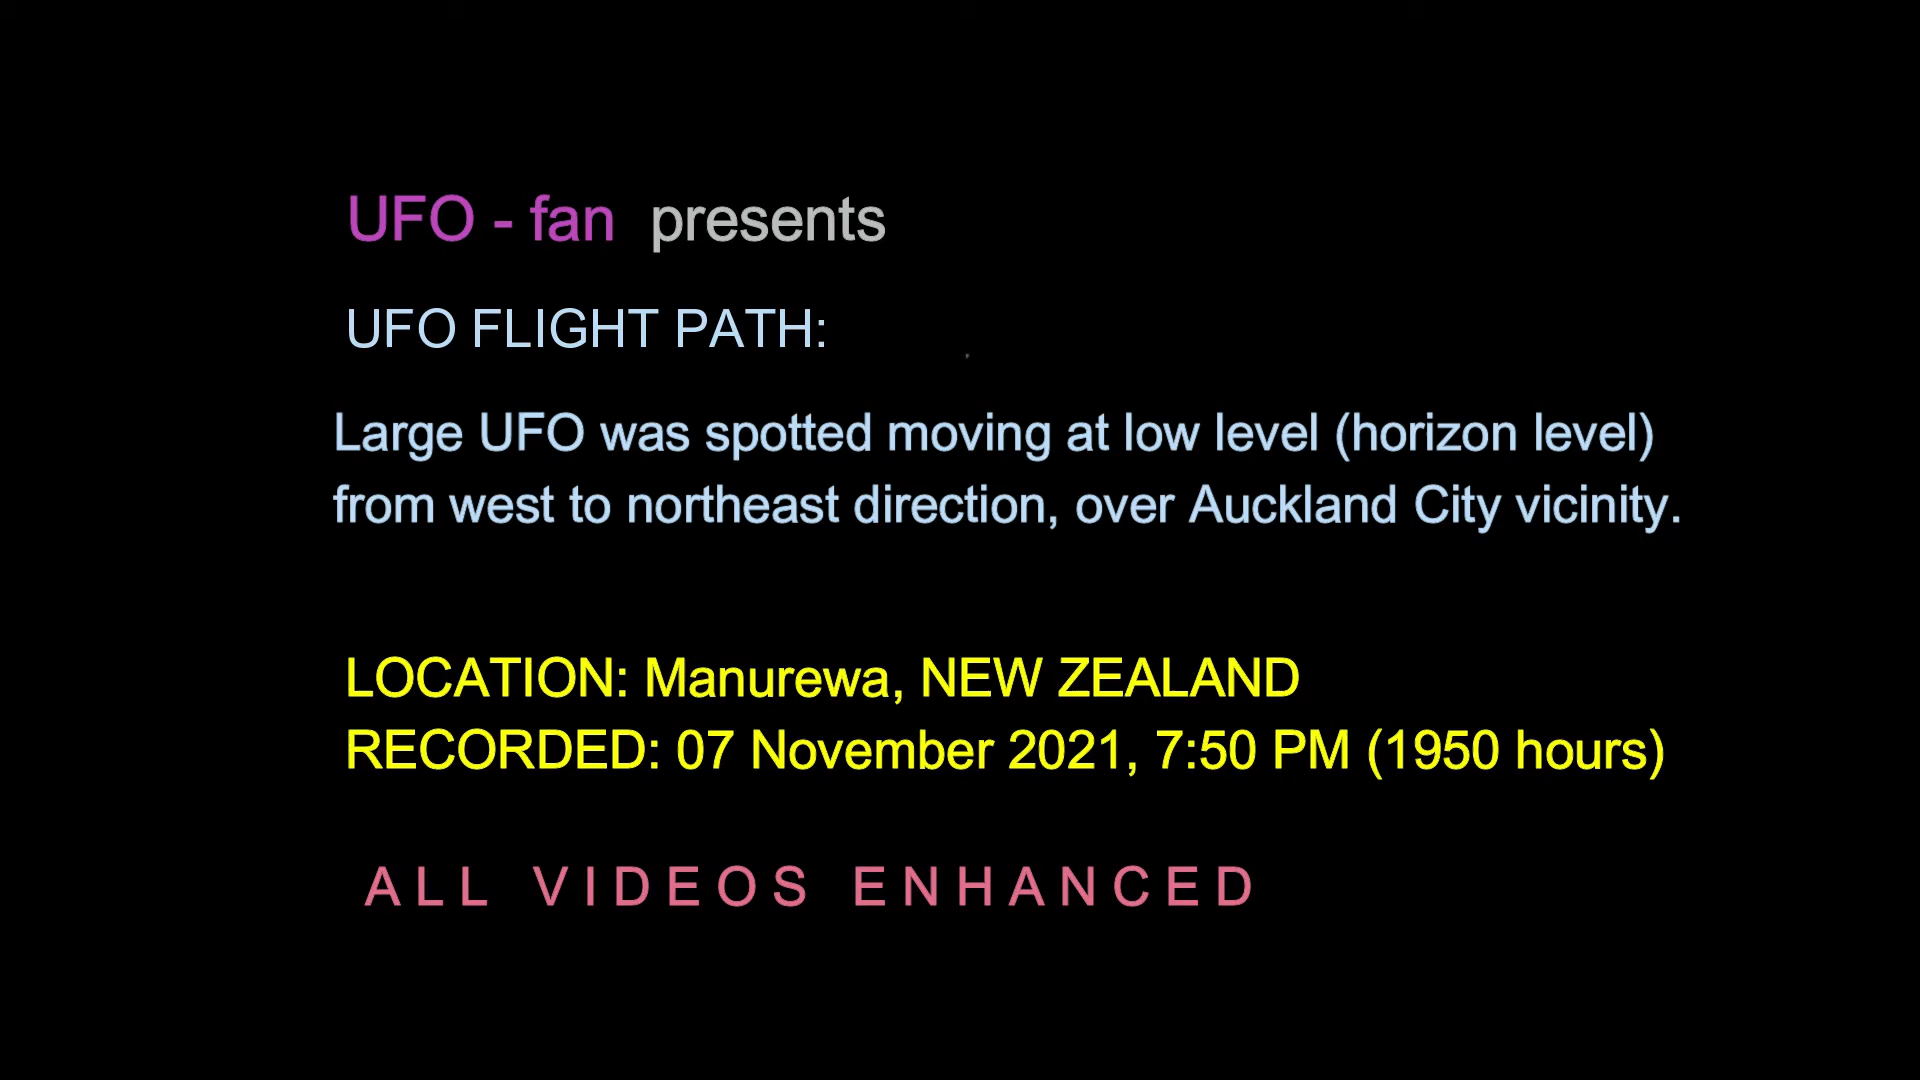 UFO - fan presents
UFO FLIGHT PATH:
Large UFO was spotted moving at low level (horizon level)
from west to northeast direction, over Auckland City vicinity.
LOCATION: Manurewa, NEW ZEALAND
RECORDED: 07 November 2021, 7:50 PM (1950 hours)
ALL VIDEOS ENHANCED